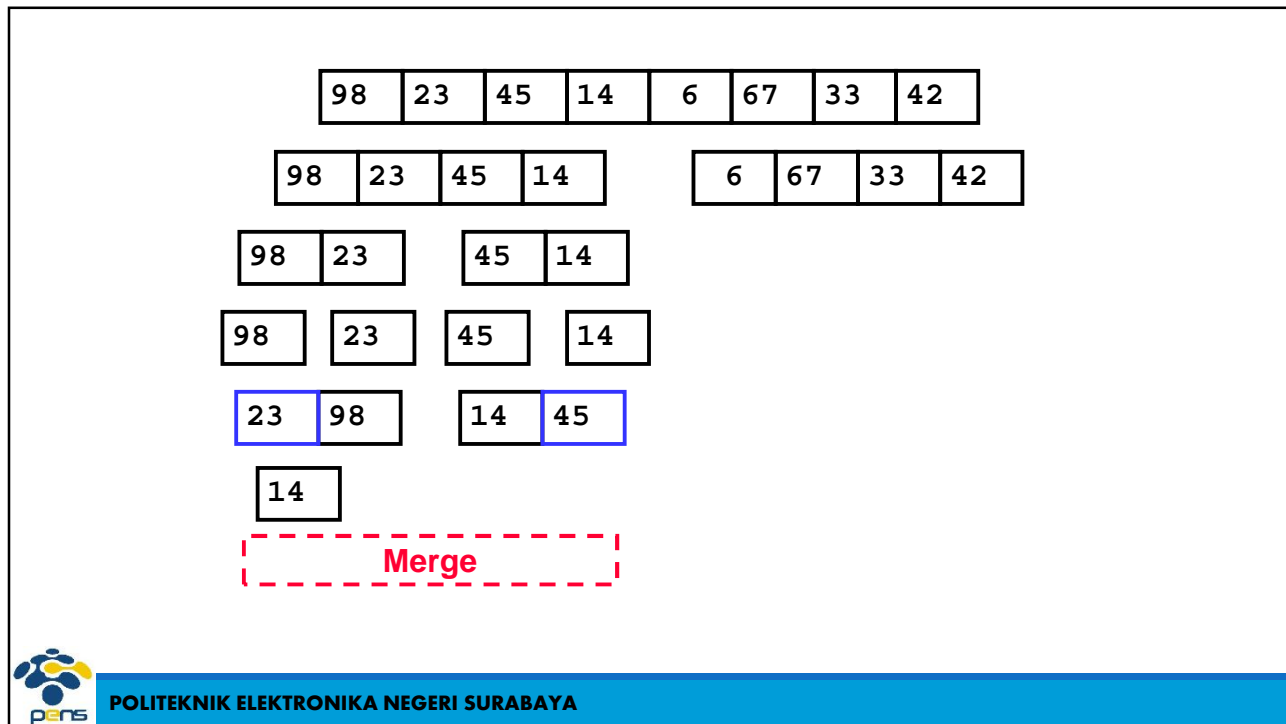 98 23 45 14 6 67 33 42
98 23 45 14 6 67 33 42
98 23 45 14
98 23 45 14
23 98 14 45
14
Merge
pens
POLITEKNIK ELEKTRONIKA NEGERI SURABAYA